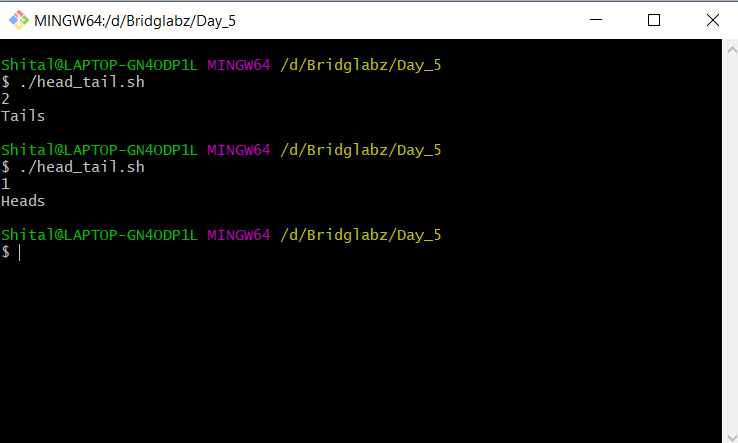 MINGW64:/d/Bridglabz/Day_5
Shital@LAPTOP-GN4ODP1L MINGW64 /d/Bridglabz/Day_5
$ ./head_tail.sh
2
Tails
Shital@LAPTOP-GN4ODP1L MINGW64 /d/Bridglabz/Day_5
$ ./head_tail.sh
1
Heads
Shital@LAPTOP-GN4ODP1L MINGW64 /d/Bridglabz/Day_5
$